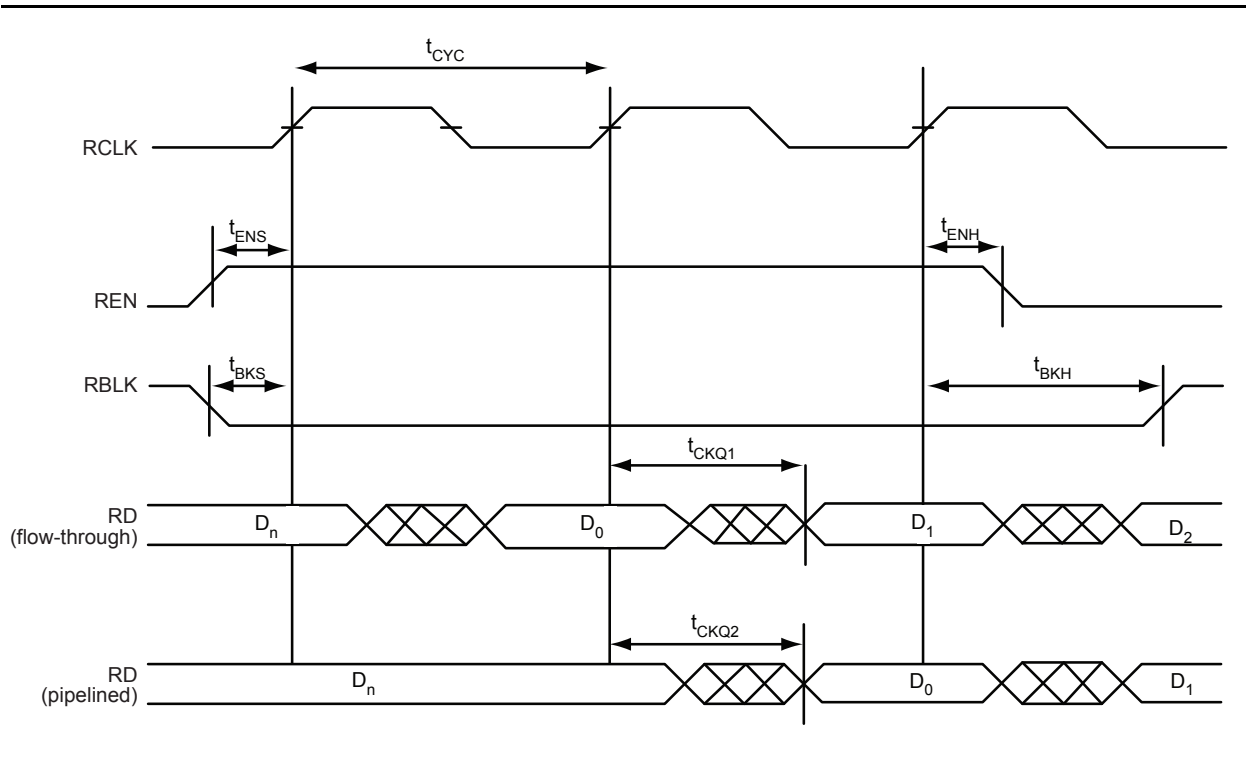 tCYC
RCLK
tENS
tENH
REN
RBLK
tBKS
tBKH
tCKQ1
RD
(flow-through)
Dn
D0
D1
D2
tCKQ2
RD
(pipelined)
Dn
D0
D1